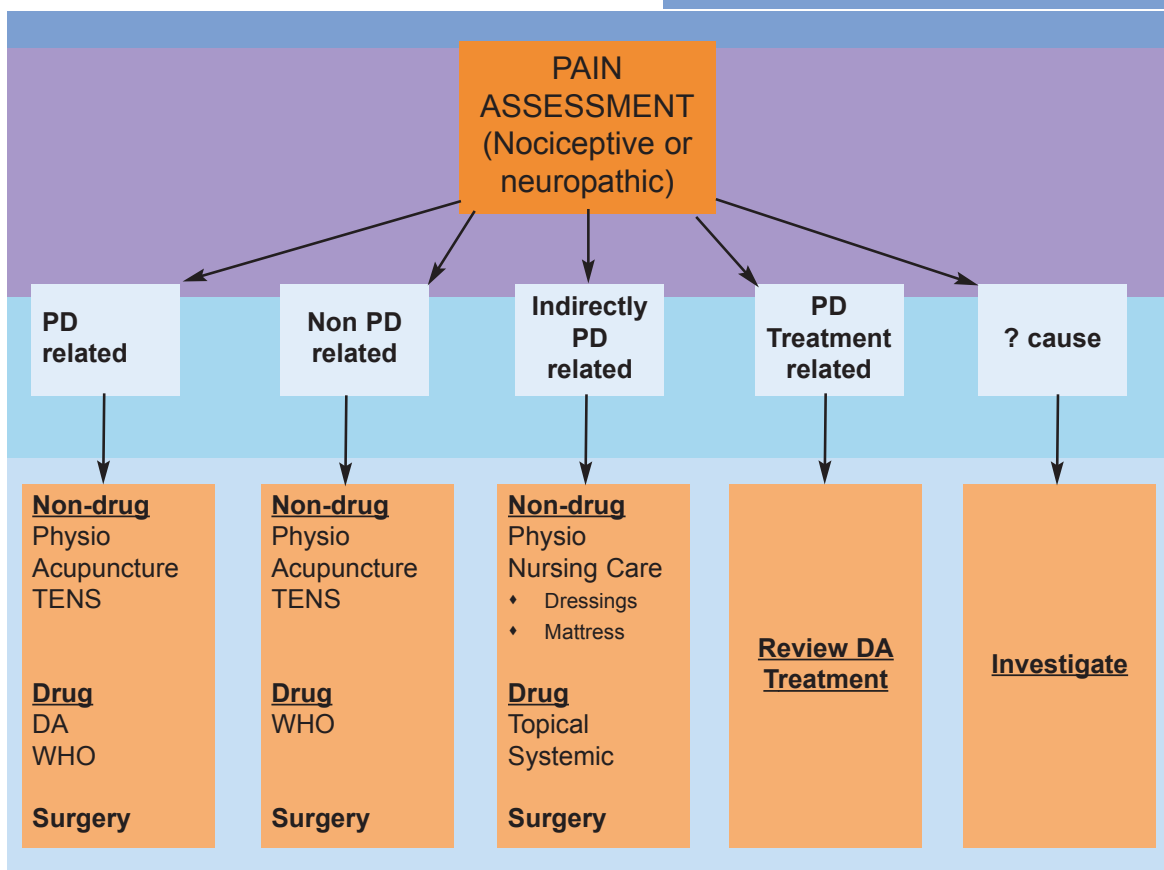 PAIN
ASSESSMENT
(Nociceptive or
neuropathic)
PD
related
Non PD
related
Indirectly
PD
related
PD
Treatment
related
? cause
Non-drug
Physio
Acupuncture
TENS
Drug
DA
WHO
Surgery
Non-drug
Physio
Acupuncture
TENS
Drug
WHO
Surgery
Non-drug
Physio
Nursing Care
♦ Dressings
♦ Mattress
Drug
Topical
Systemic
Surgery
Review DA
Treatment
Investigate